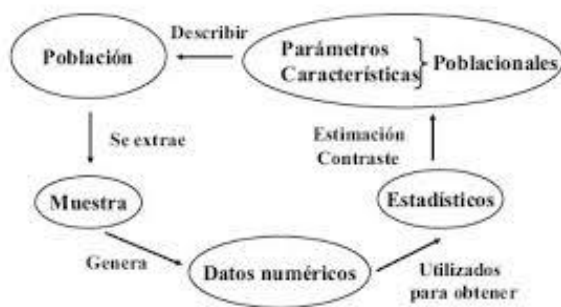 Describir
Población
Parámetros
Características
Poblacionales
Se extrae
Estimación
Contraste
Muestra
Estadísticos
Genera
Datos numéricos
Utilizados
para obtener